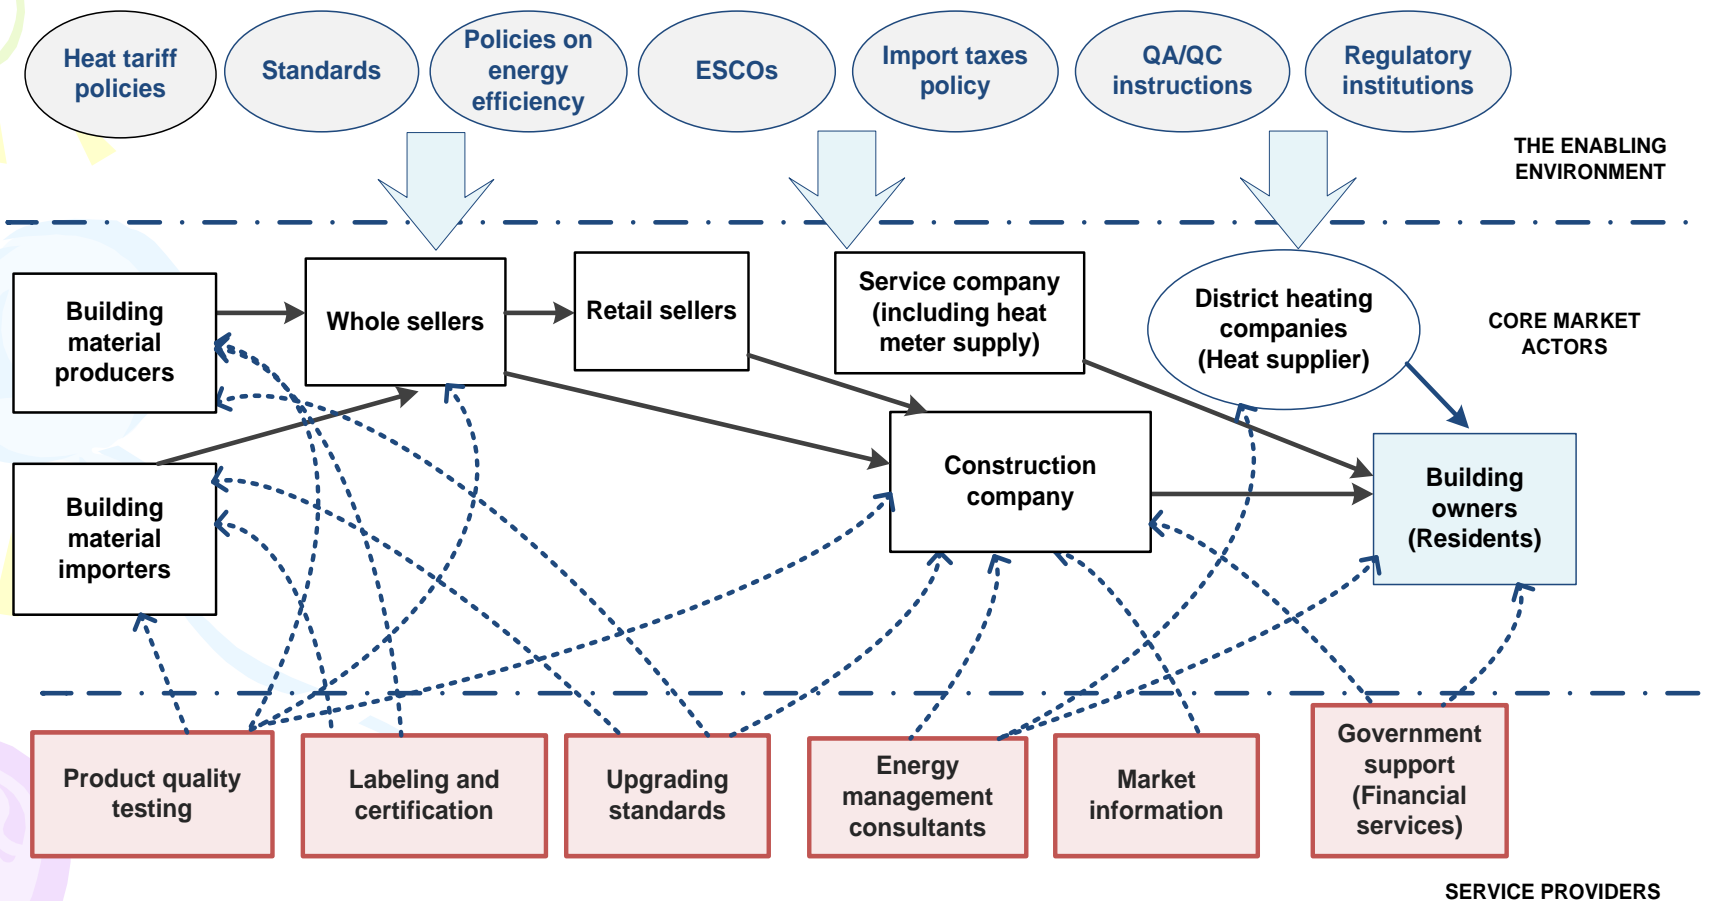 Heat tariff
policies
Standards
Policies on
energy
efficiency
ESCOs
Import taxes
policy
QA/QC
instructions
Regulatory
institutions
THE ENABLING
ENVIRONMENT
Building
material
producers
Whole sellers
Retail sellers
Service company
(including heat
meter supply)
District heating
companies
(Heat supplier)
CORE MARKET
ACTORS
Building
material
importers
Construction
company
Building
owners
(Residents)
Product quality
testing
Labeling and
certification
Upgrading
standards
Energy
management
consultants
Market
information
Government
support
(Financial
services)
SERVICE PROVIDERS